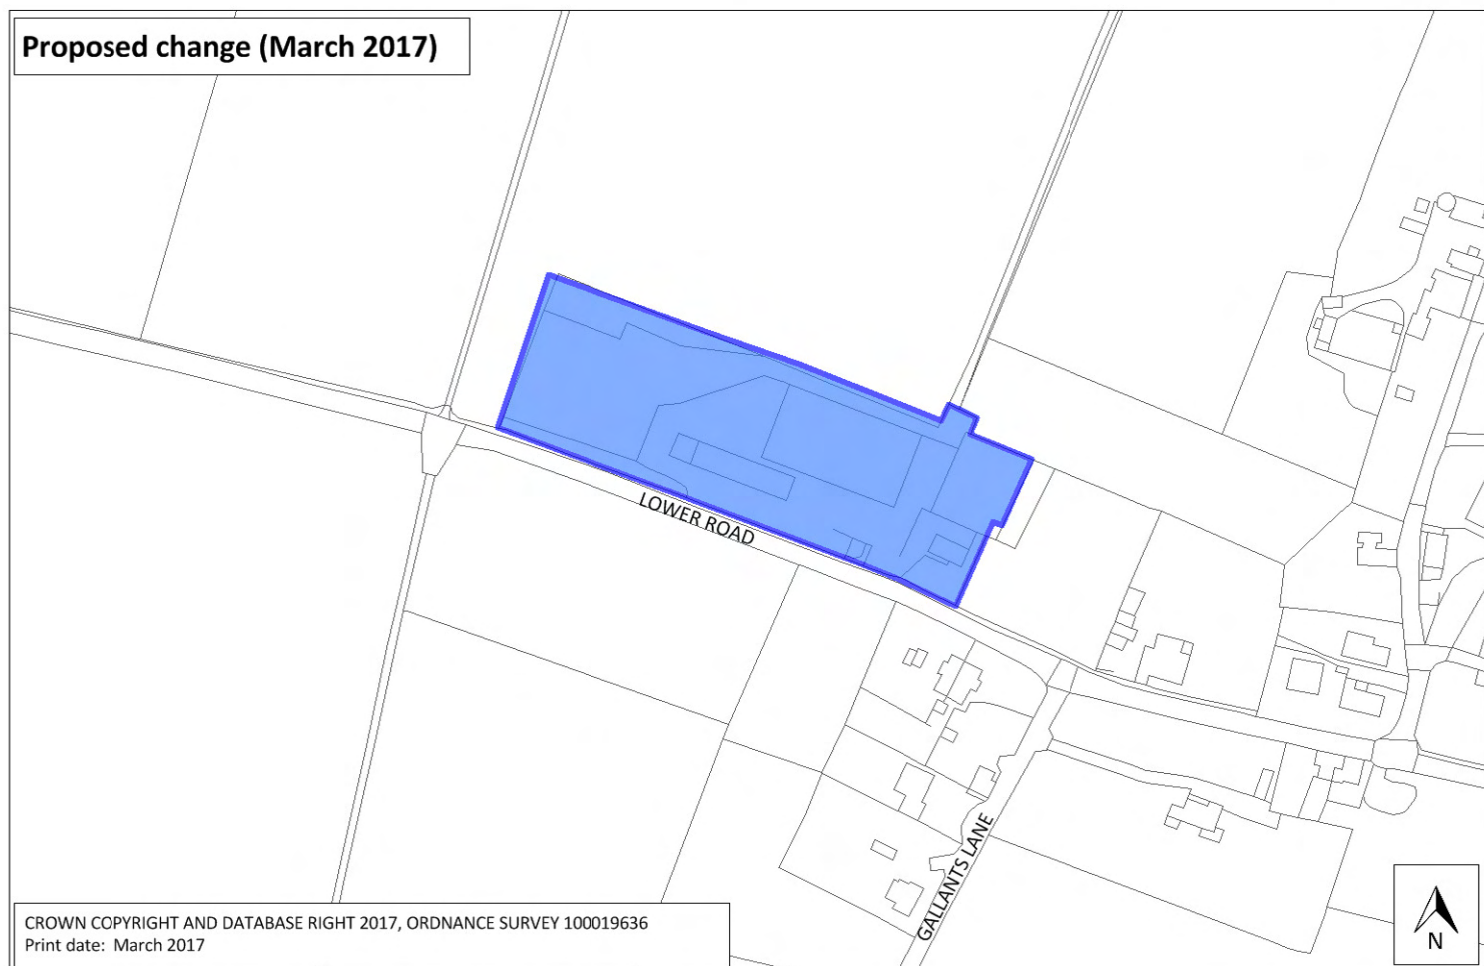 Proposed change (March 2017)
LOWER ROAD
GALLANTS LANE
CROWN COPYRIGHT AND DATABASE RIGHT 2017, ORDNANCE SURVEY 100019636
Print date: March 2017
N